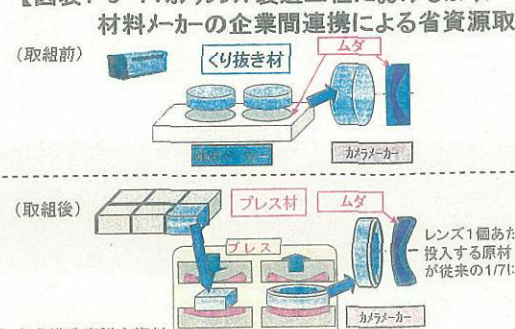 材料メーカーの企業間連携による省資源取
(取組前)
くり抜き材
ムダ
カメラメーカー
(取組後)
プレス材
ムダ
プレス
レンズ1個あた
投入する原材
が従来の1/7に
カメラメーカー